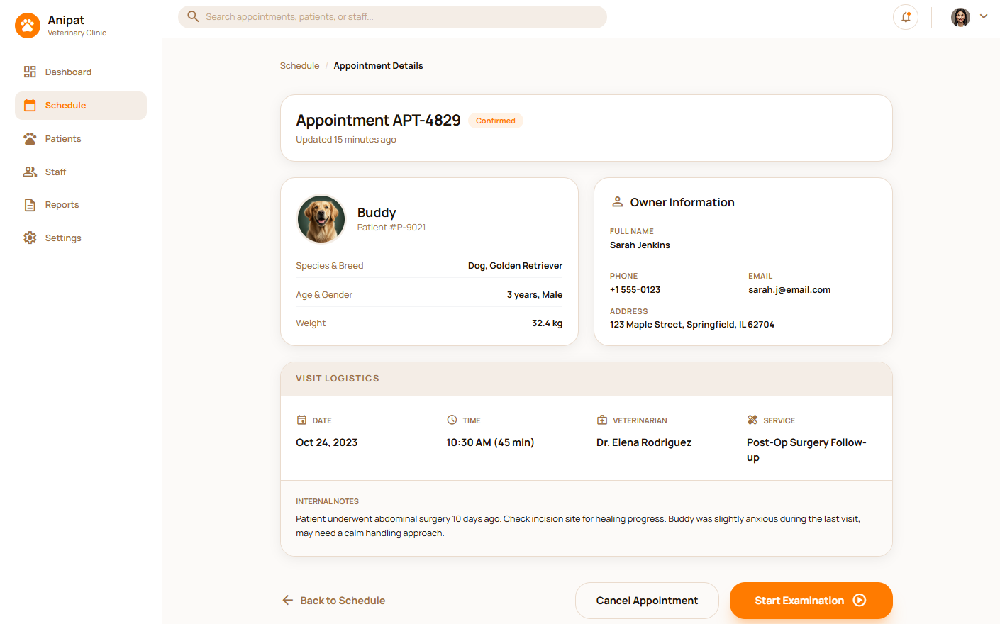 Anipat
Veterinary Clinic
Search appointments, patients, or staff...
Dashboard
Schedule
Patients
Staff
Reports
Settings
Schedule / Appointment Details
Appointment APT-4829
Confirmed
Updated 15 minutes ago
Buddy
Patient #P-9021
Species & Breed
Dog, Golden Retriever
Age & Gender
3 years, Male
Weight
32.4 kg
Owner Information
FULL NAME
Sarah Jenkins
PHONE
+1 555-0123
EMAIL
sarah.j@email.com
ADDRESS
123 Maple Street, Springfield, IL 62704
VISIT LOGISTICS
DATE
Oct 24, 2023
TIME
10:30 AM (45 min)
VETERINARIAN
Dr. Elena Rodriguez
SERVICE
Post-Op Surgery Follow-
up
INTERNAL NOTES
Patient underwent abdominal surgery 10 days ago. Check incision site for healing progress. Buddy was slightly anxious during the last visit,
may need a calm handling approach.
Back to Schedule
Cancel Appointment
Start Examination